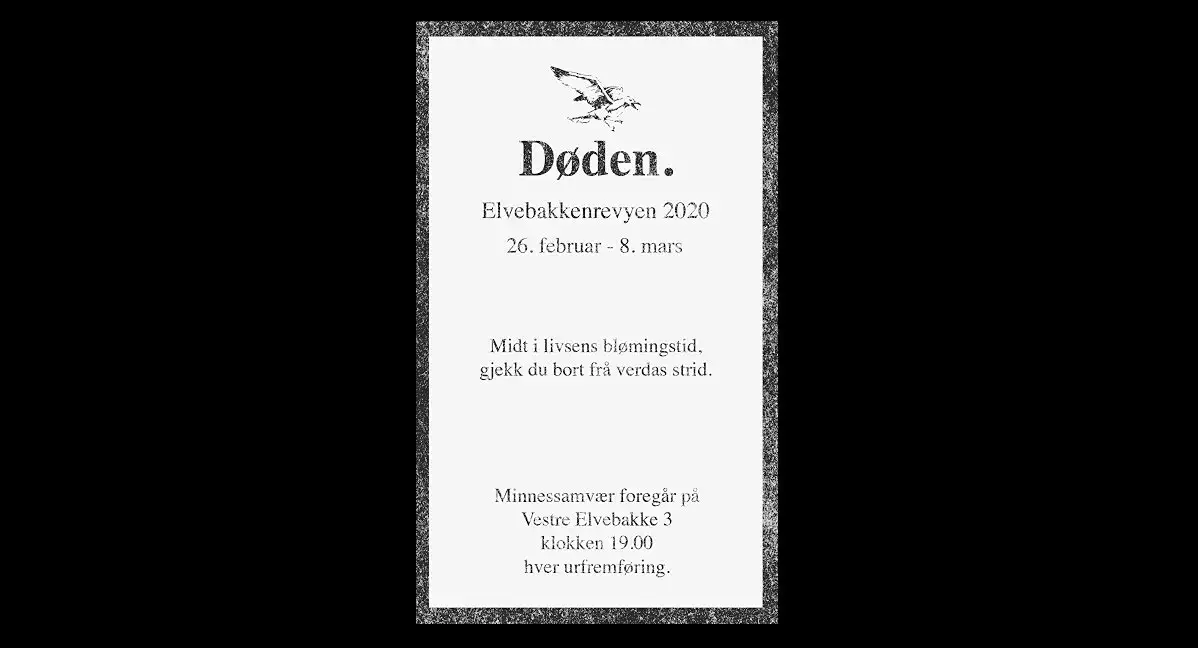 Døden.
Elvebakkenrevyen 2020
26. februar - 8. mars
Midt i livsens blømingstid,
gjekk du bort frå verdas strid.
Minnessamvær foregår på
Vestre Elvebakke 3
klokken 19.00
hver urfremføring.